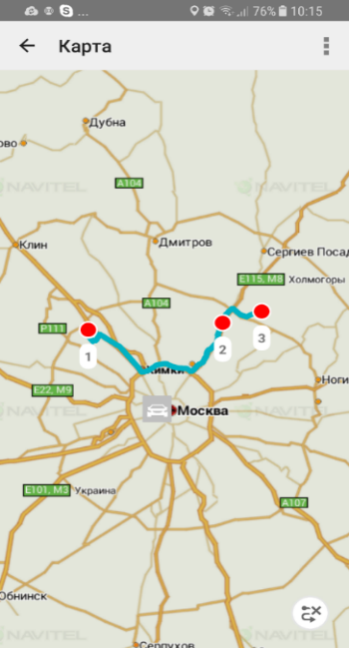 76% 10:15
Карта
Дубна
ово
A104
NAVITEL
NAVITEL
Клин
Дмитров
Сергиев Посад
E115, M8 Холмогоры
A104
P111
1
2
3
Химки
E22, M9
Ноги
Москва
E101, M3 Украина
A107
Обнинск
NAVITEL
NAVITEL
Серпухов